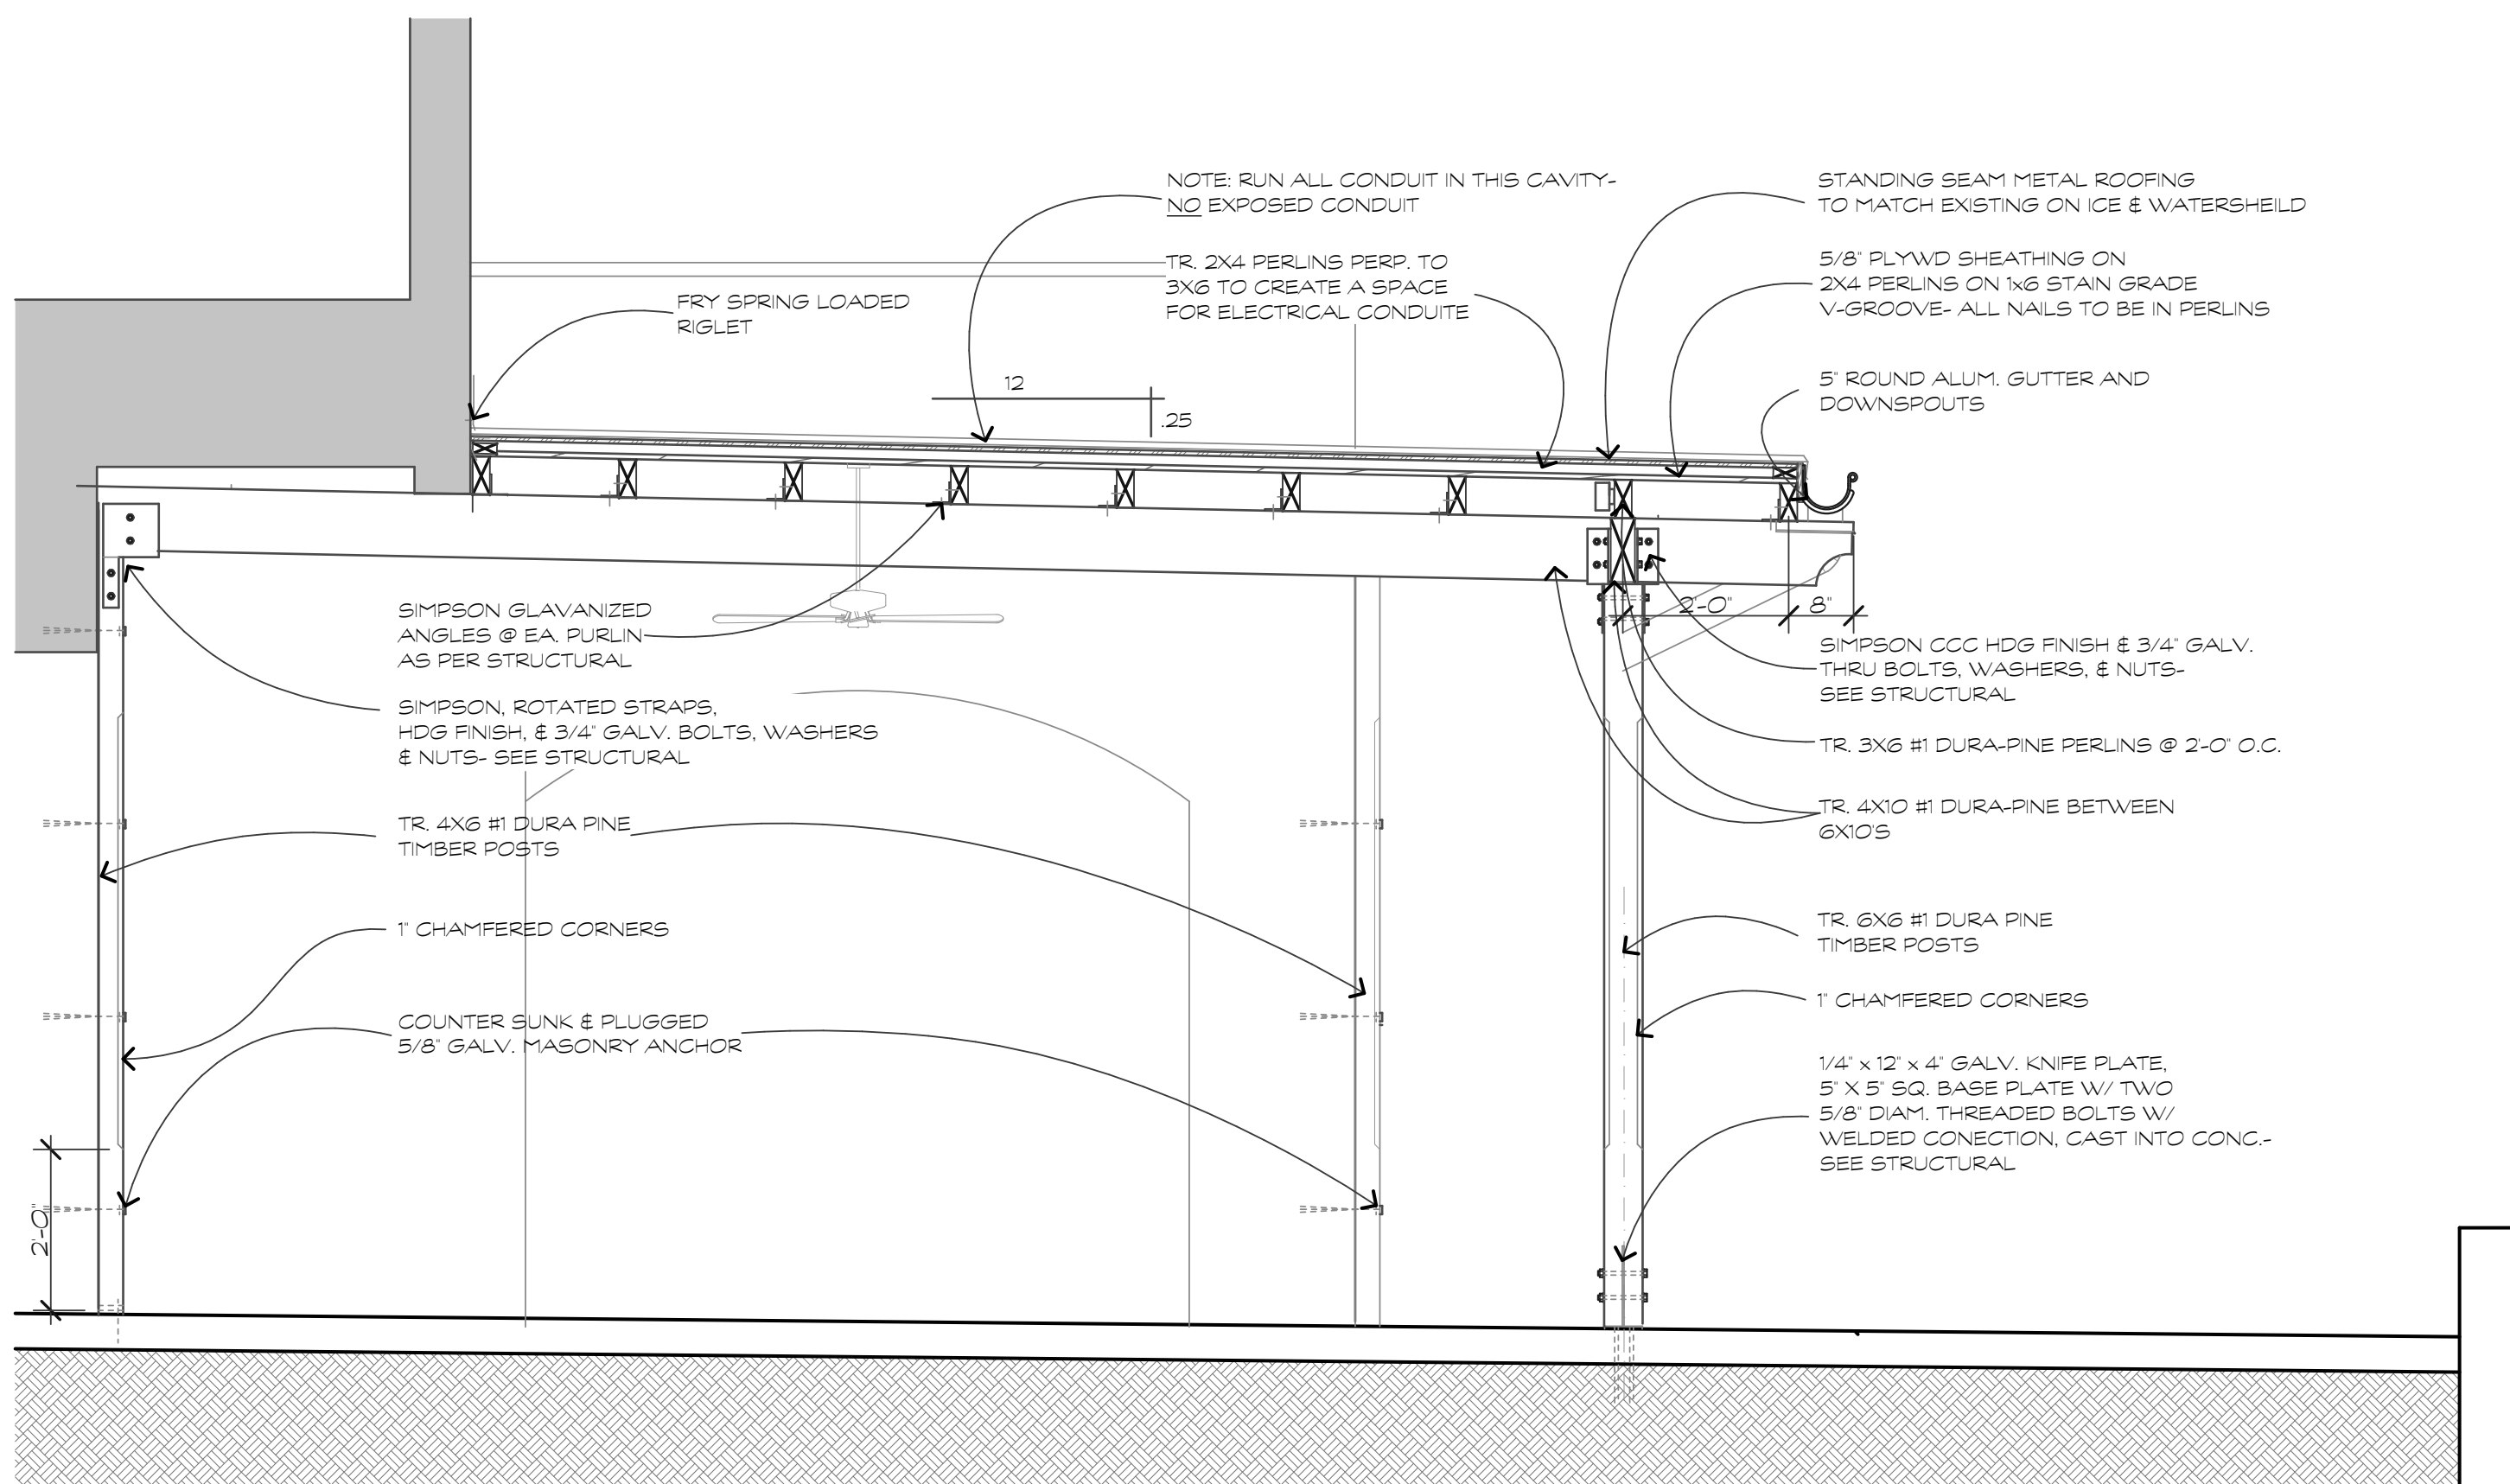 NOTE: RUN ALL CONDUIT IN THIS CAVITY-
NO EXPOSED CONDUIT
STANDING SEAM METAL ROOFING
TO MATCH EXISTING ON ICE & WATERSHEILD
TR. 2X4 PERLINS PERP. TO
3X6 TO CREATE A SPACE
FOR ELECTRICAL CONDUITE
5/8" PLYWD SHEATHING ON
2X4 PERLINS ON 1x6 STAIN GRADE
V-GROOVE- ALL NAILS TO BE IN PERLINS
FRY SPRING LOADED
RIGLET
12
.25
5" ROUND ALUM. GUTTER AND
DOWNSPOUTS
SIMPSON GLAVANIZED
ANGLES @ EA. PURLIN
AS PER STRUCTURAL
2'-0"
8"
SIMPSON CCC HDG FINISH & 3/4" GALV.
THRU BOLTS, WASHERS, & NUTS-
SEE STRUCTURAL
SIMPSON, ROTATED STRAPS,
HDG FINISH, & 3/4" GALV. BOLTS, WASHERS
& NUTS- SEE STRUCTURAL
TR. 3X6 #1 DURA-PINE PERLINS @ 2'-0" O.C.
TR. 4X10 #1 DURA-PINE BETWEEN
6X10'S
TR. 4X6 #1 DURA PINE
TIMBER POSTS
1" CHAMFERED CORNERS
TR. 6X6 #1 DURA PINE
TIMBER POSTS
1" CHAMFERED CORNERS
COUNTER SUNK & PLUGGED
5/8" GALV. MASONRY ANCHOR
1/4" x 12" x 4" GALV. KNIFE PLATE,
5" X 5" SQ. BASE PLATE W/ TWO
5/8" DIAM. THREADED BOLTS W/
WELDED CONECTION, CAST INTO CONC.-
SEE STRUCTURAL
2'-0"